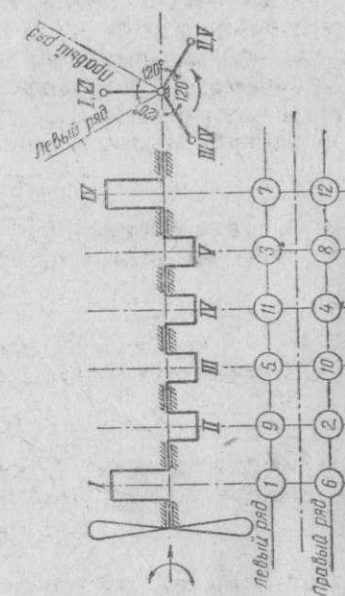 Правый ряд
Левый ряд
I, VI
II, V
III, IV
120°
120°
120°
I
II
III
IV
V
IV
Левый ряд
1 9 5 11 3 7
Правый ряд
6 2 10 4 8 12